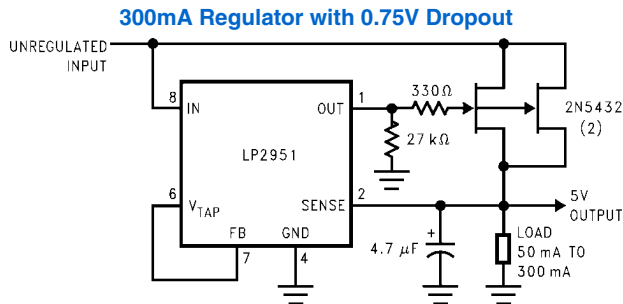 300mA Regulator with 0.75V Dropout
UNREGULATED
INPUT
8
IN
OUT
1
330Ω
2N5432
(2)
27 kΩ
LP2951
6
V_TAP
SENSE
2
5V
OUTPUT
FB
GND
7
4
4.7 μF
+
LOAD
50 mA TO
300 mA